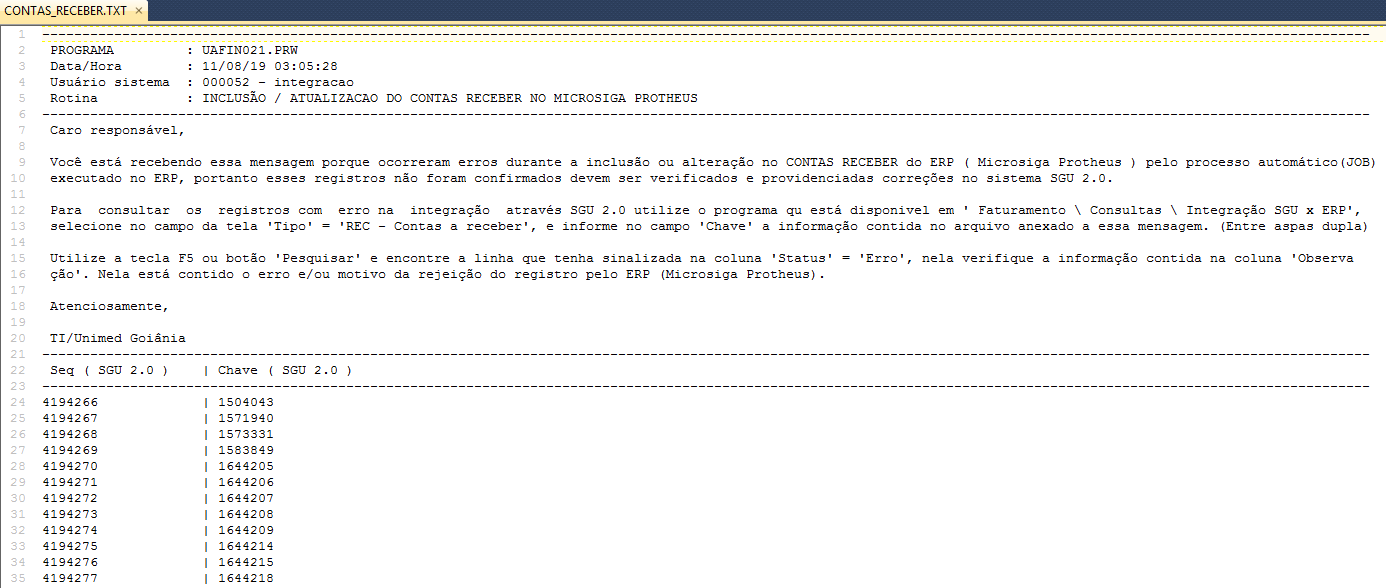 CONTAS_RECEBER.TXT ×
1 ----------------------------------------------------------------------------------------------------------------------------------------------------------------------
2 PROGRAMA : UAFIN021.PRW
3 Data/Hora : 11/08/19 03:05:28
4 Usuário sistema : 000052 - integracao
5 Rotina : INCLUSÃO / ATUALIZACAO DO CONTAS RECEBER NO MICROSIGA PROTHEUS
6 ----------------------------------------------------------------------------------------------------------------------------------------------------------------------
7 Caro responsável,
8
9 Você está recebendo essa mensagem porque ocorreram erros durante a inclusão ou alteração no CONTAS RECEBER do ERP ( Microsiga Protheus ) pelo processo automático(JOB)
10 executado no ERP, portanto esses registros não foram confirmados devem ser verificados e providenciadas correções no sistema SGU 2.0.
11
12 Para consultar os registros com erro na integração através SGU 2.0 utilize o programa qu está disponivel em ' Faturamento \ Consultas \ Integração SGU x ERP',
13 selecione no campo da tela 'Tipo' = 'REC - Contas a receber', e informe no campo 'Chave' a informação contida no arquivo anexado a essa mensagem. (Entre aspas dupla)
14
15 Utilize a tecla F5 ou botão 'Pesquisar' e encontre a linha que tenha sinalizada na coluna 'Status' = 'Erro', nela verifique a informação contida na coluna 'Observa
16 ção'. Nela está contido o erro e/ou motivo da rejeição do registro pelo ERP (Microsiga Protheus).
17
18 Atenciosamente,
19
20 TI/Unimed Goiânia
21 ----------------------------------------------------------------------------------------------------------------------------------------------------------------------
22 Seq ( SGU 2.0 ) | Chave ( SGU 2.0 )
23 ----------------------------------------------------------------------------------------------------------------------------------------------------------------------
24 4194266 | 1504043
25 4194267 | 1571940
26 4194268 | 1573331
27 4194269 | 1583849
28 4194270 | 1644205
29 4194271 | 1644206
30 4194272 | 1644207
31 4194273 | 1644208
32 4194274 | 1644209
33 4194275 | 1644214
34 4194276 | 1644215
35 4194277 | 1644218